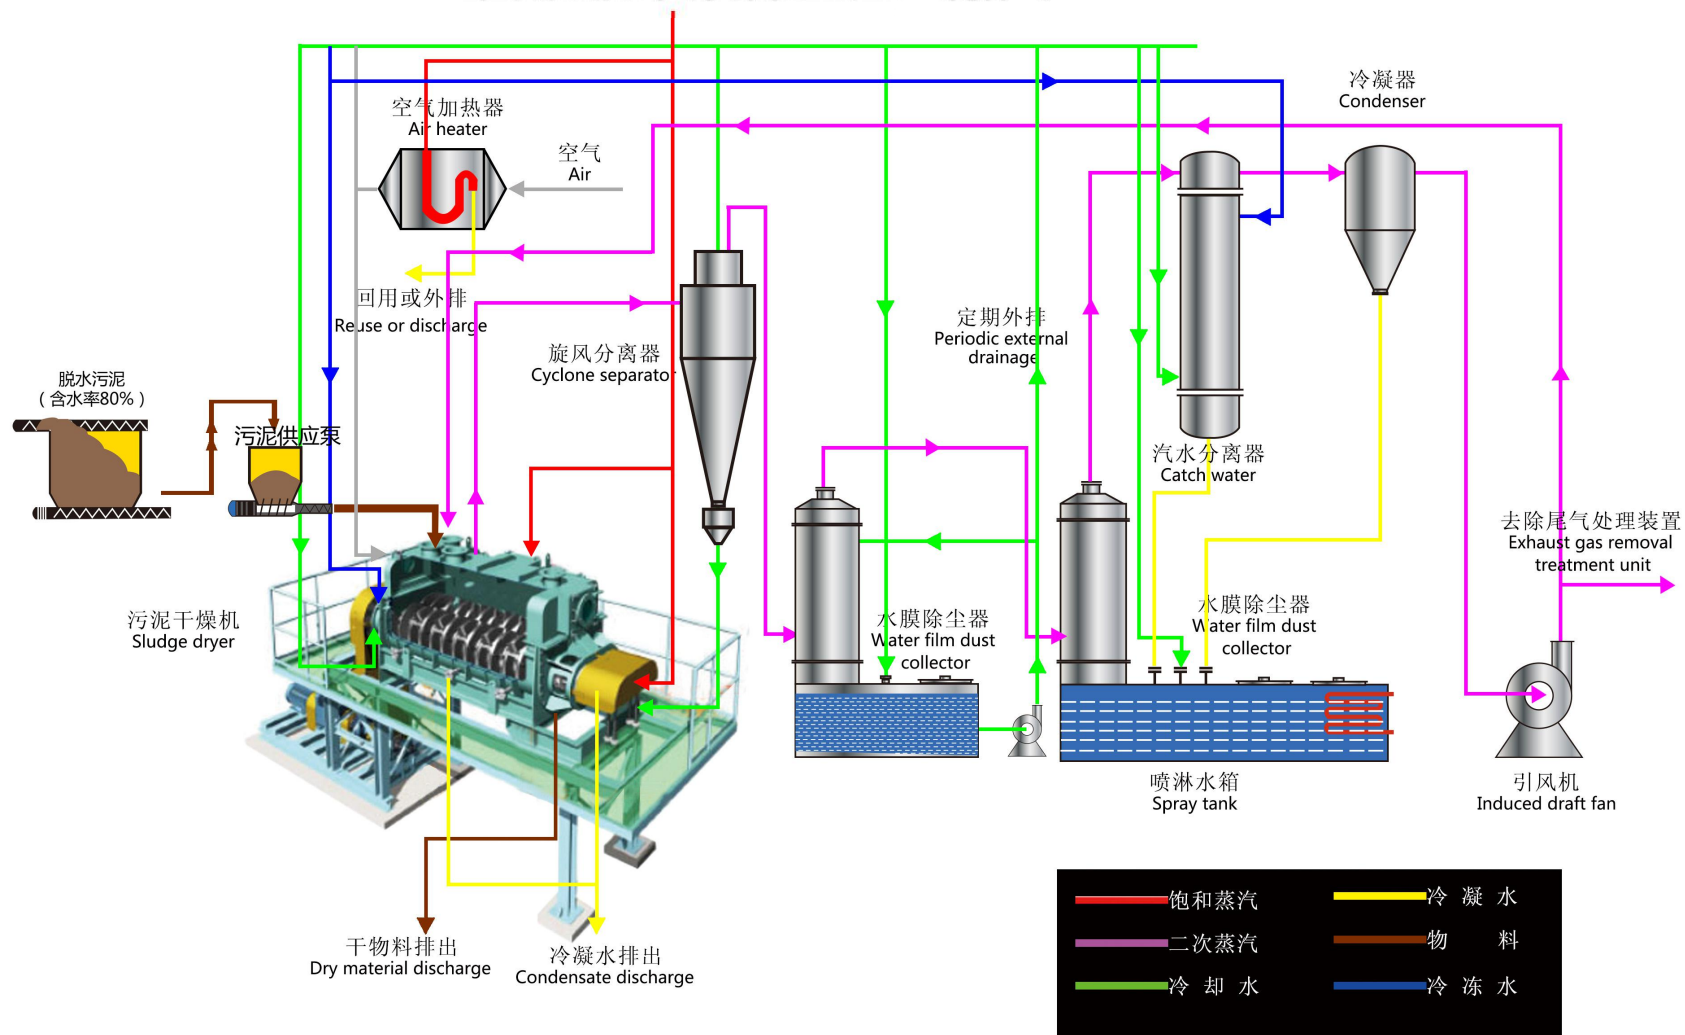 冷凝器
Condenser
空气加热器
Air heater
空气
Air
可用或外排
Reuse or discharge
定期外排
Periodic external
drainage
旋风分离器
Cyclone separator
脱水污泥
（含水率80%）
污泥供应泵
汽水分离器
Catch water
去除尾气处理装置
Exhaust gas removal
treatment unit
污泥干燥机
Sludge dryer
水膜除尘器
Water film dust
collector
水膜除尘器
Water film dust
collector
喷淋水箱
Spray tank
引风机
Induced draft fan
干物料排出
Dry material discharge
冷凝水排出
Condensate discharge
饱和蒸汽
冷 凝 水
二次蒸汽
物 料
冷 却 水
冷 冻 水